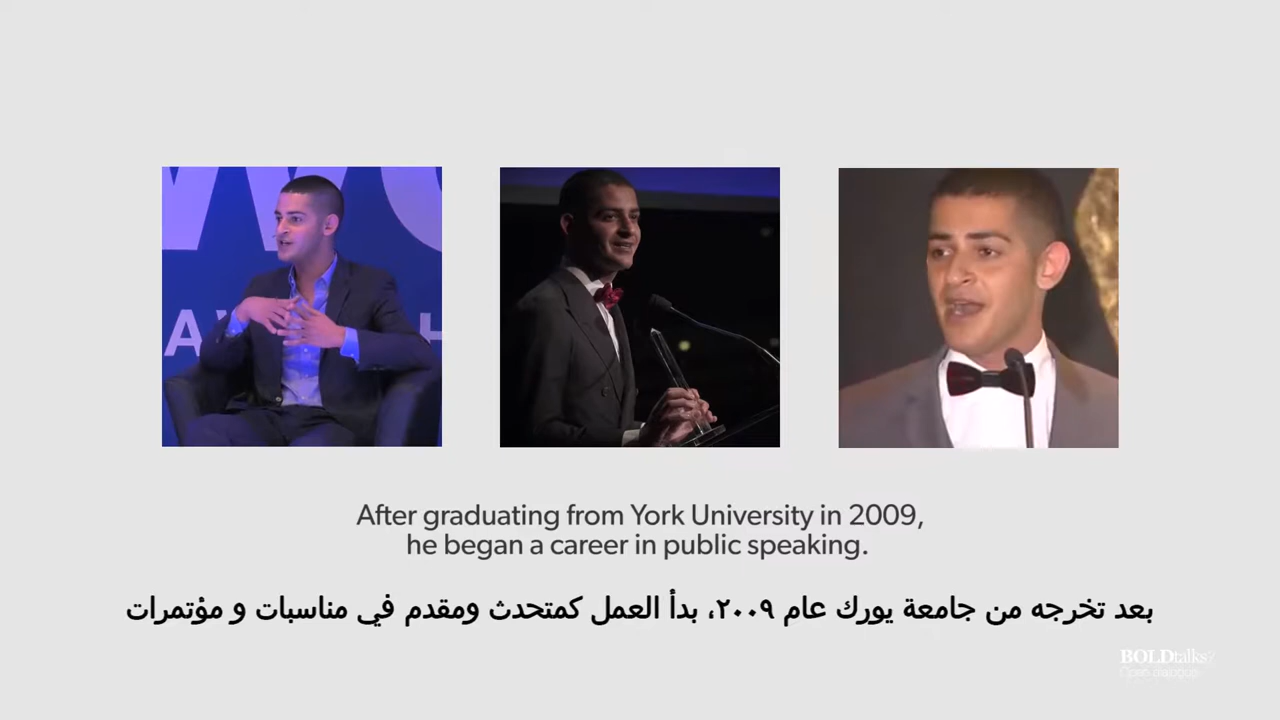 After graduating from York University in 2009,
he began a career in public speaking.
بعد تخرجه من جامعة يورك عام ٢٠٠٩، بدأ العمل كمتحدث ومقدم في مناسبات و مؤتمرات
BOLDtalks?